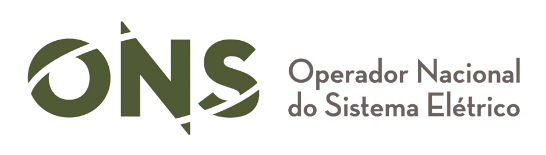 ONS
Operador Nacional
do Sistema Elétrico